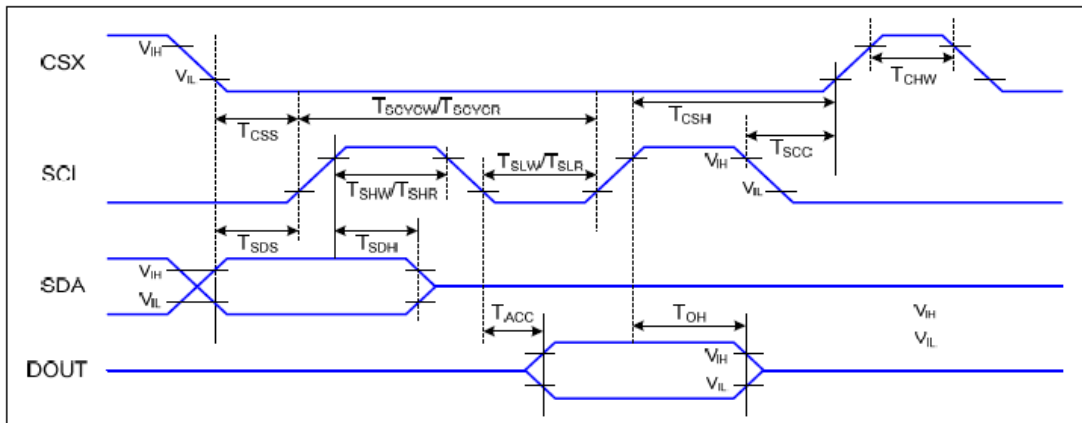 CSX
VIH
VIL
TCHW
TSCYCW/TSCYCR
TCSS
TCSH
TSCC
SCL
TSLW/TSLR
VIH
VIL
TSHW/TSHR
TSDS
TSDH
SDA
VIH
VIL
TACC
TOH
VIH
VIL
DOUT
VIH
VIL